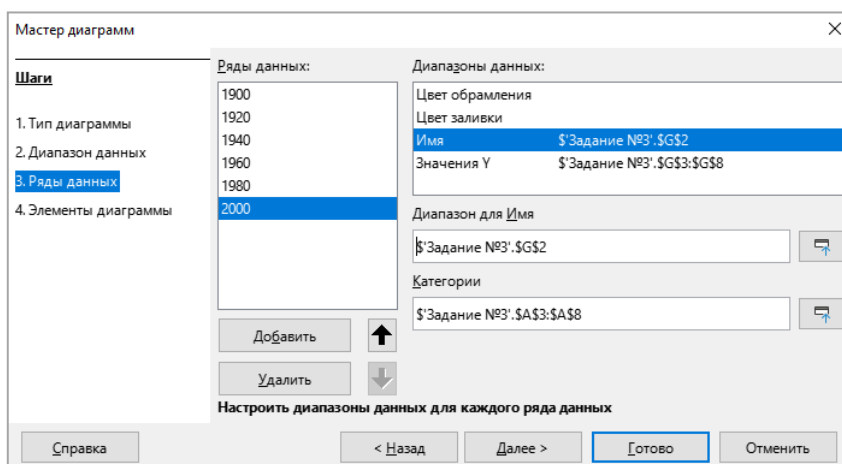 Мастер диаграмм
Шаги
1. Тип диаграммы
2. Диапазон данных
3. Ряды данных
4. Элементы диаграммы
Ряды данных:
1900
1920
1940
1960
1980
2000
Добавить
Удалить
Диапазоны данных:
Цвет обрамления
Цвет заливки
Имя $'Задание №3'.$G$2
Значения Y $'Задание №3'.$G$3:$G$8
Диапазон для Имя
$'Задание №3'.$G$2
Категории
$'Задание №3'.$A$3:$A$8
Настроить диапазоны данных для каждого ряда данных
Справка
< Назад
Далее >
Готово
Отменить